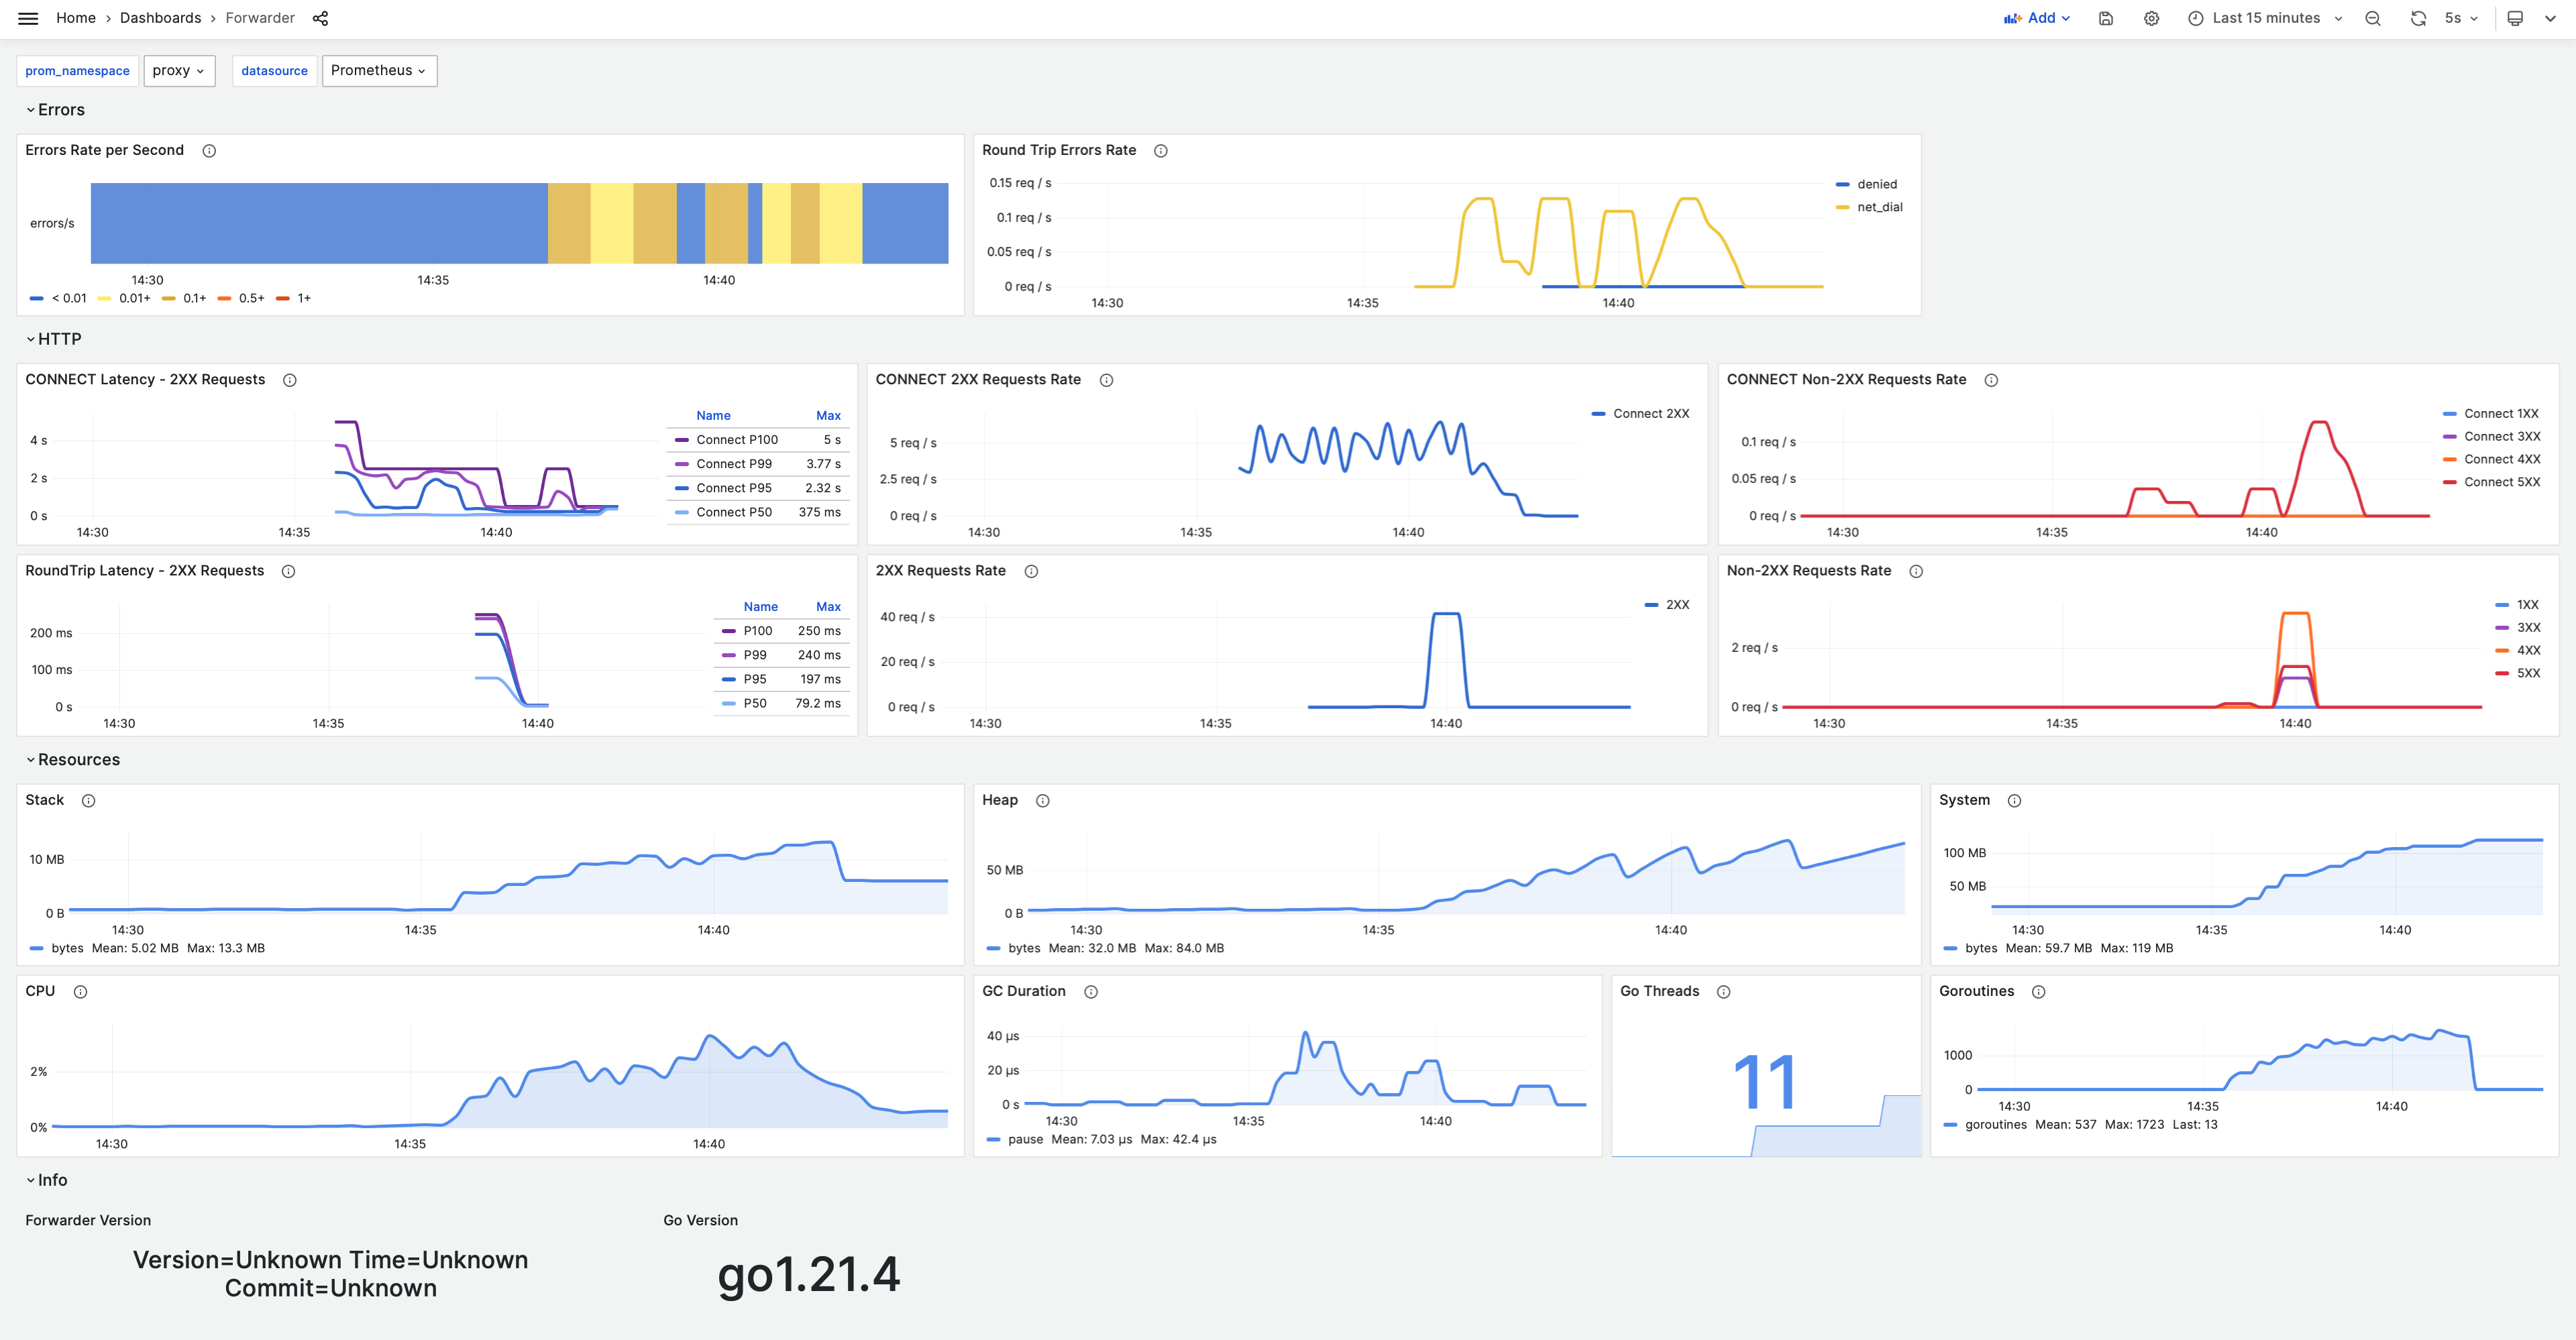 Home › Dashboards › Forwarder
Add
Last 15 minutes
5s
prom_namespace
proxy
datasource
Prometheus
Errors
Errors Rate per Second
errors/s
14:30 14:35 14:40
< 0.01 0.01+ 0.1+ 0.5+ 1+
Round Trip Errors Rate
0.15 req / s
0.1 req / s
0.05 req / s
0 req / s
14:30 14:35 14:40
denied
net_dial
HTTP
CONNECT Latency - 2XX Requests
4 s
2 s
0 s
14:30 14:35 14:40
Name Max
Connect P100 5 s
Connect P99 3.77 s
Connect P95 2.32 s
Connect P50 375 ms
CONNECT 2XX Requests Rate
5 req / s
2.5 req / s
0 req / s
14:30 14:35 14:40
Connect 2XX
CONNECT Non-2XX Requests Rate
0.1 req / s
0.05 req / s
0 req / s
14:30 14:35 14:40
Connect 1XX
Connect 3XX
Connect 4XX
Connect 5XX
RoundTrip Latency - 2XX Requests
200 ms
100 ms
0 s
14:30 14:35 14:40
Name Max
P100 250 ms
P99 240 ms
P95 197 ms
P50 79.2 ms
2XX Requests Rate
40 req / s
20 req / s
0 req / s
14:30 14:35 14:40
2XX
Non-2XX Requests Rate
2 req / s
0 req / s
14:30 14:35 14:40
1XX
3XX
4XX
5XX
Resources
Stack
10 MB
0 B
14:30 14:35 14:40
bytes Mean: 5.02 MB Max: 13.3 MB
Heap
50 MB
0 B
14:30 14:35 14:40
bytes Mean: 32.0 MB Max: 84.0 MB
System
100 MB
50 MB
14:30 14:35 14:40
bytes Mean: 59.7 MB Max: 119 MB
CPU
2%
0%
14:30 14:35 14:40
GC Duration
40 µs
20 µs
0 s
14:30 14:35 14:40
pause Mean: 7.03 µs Max: 42.4 µs
Go Threads
11
Goroutines
1000
0
14:30 14:35 14:40
goroutines Mean: 537 Max: 1723 Last: 13
Info
Forwarder Version
Version=Unknown Time=Unknown
Commit=Unknown
Go Version
go1.21.4